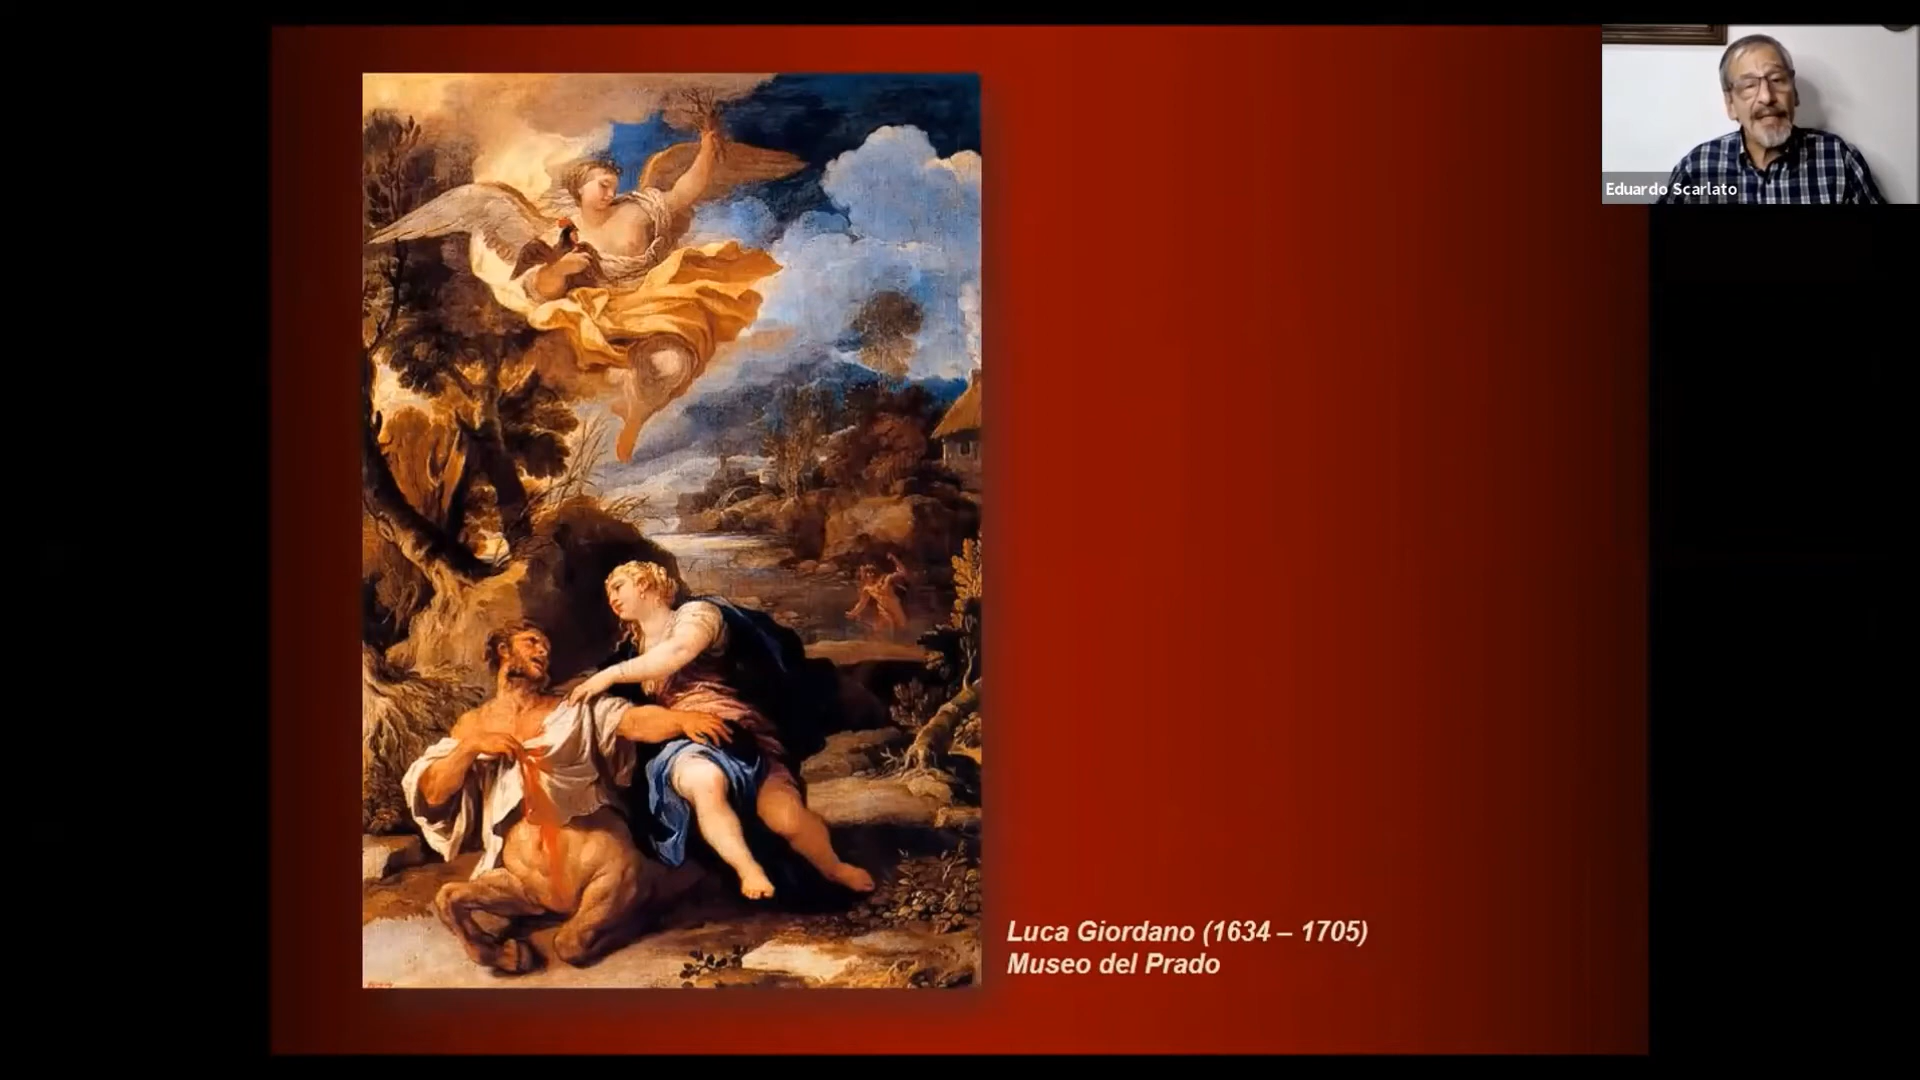 Eduardo Scarlato
Luca Giordano (1634 – 1705)
Museo del Prado